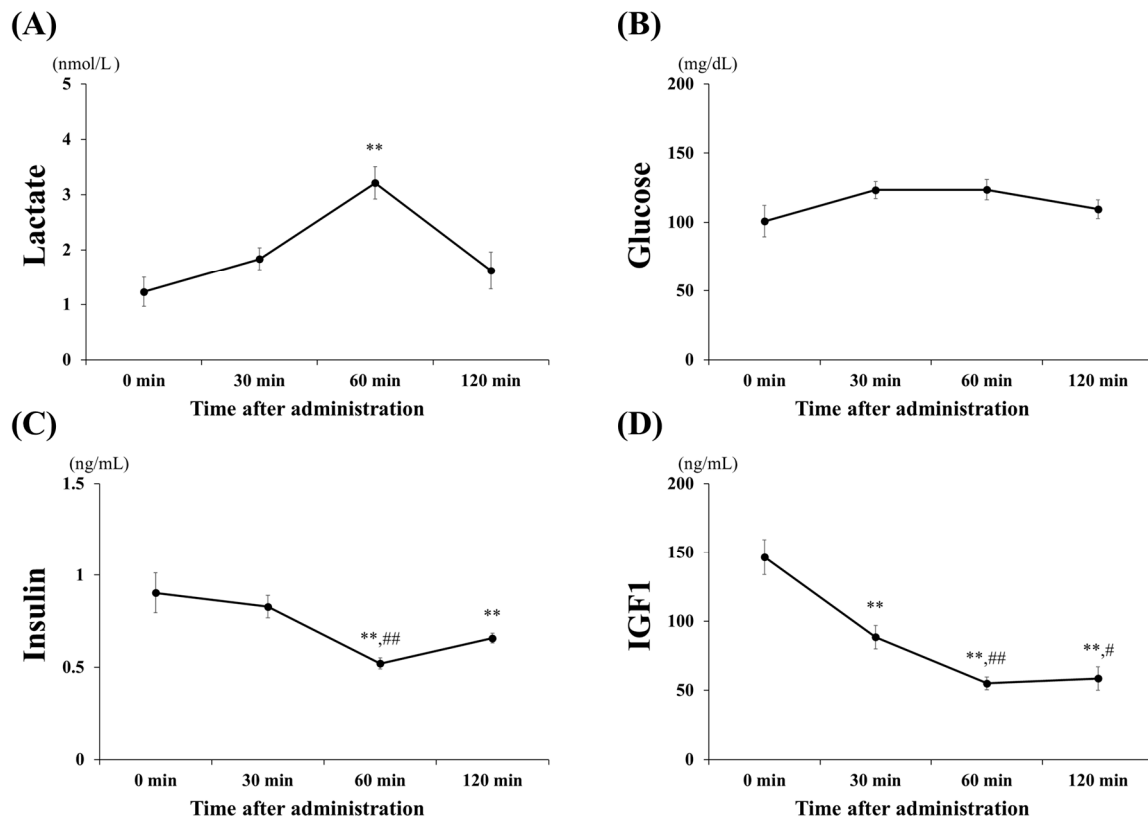 (A)
(nmol/L )
5
4
3
2
1
0
Lactate
**
0 min 30 min 60 min 120 min
Time after administration
(B)
(mg/dL)
200
150
100
50
0
Glucose
0 min 30 min 60 min 120 min
Time after administration
(C)
(ng/mL)
1.5
1
0.5
0
Insulin
**,##
**
0 min 30 min 60 min 120 min
Time after administration
(D)
(ng/mL)
200
150
100
50
0
IGF1
**
**,##
**,#
0 min 30 min 60 min 120 min
Time after administration